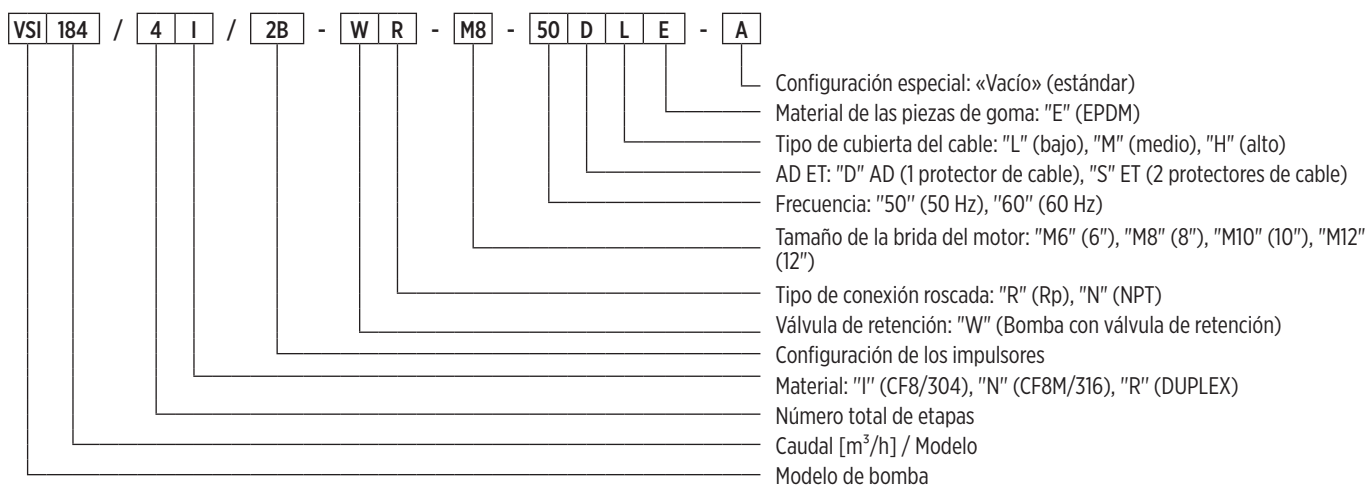 VSI 184 / 4 I / 2B - W R - M8 - 50 D L E - A
Configuración especial: «Vacío» (estándar)
Material de las piezas de goma: "E" (EPDM)
Tipo de cubierta del cable: "L" (bajo), "M" (medio), "H" (alto)
AD ET: "D" AD (1 protector de cable), "S" ET (2 protectores de cable)
Frecuencia: "50" (50 Hz), "60" (60 Hz)
Tamaño de la brida del motor: "M6" (6"), "M8" (8"), "M10" (10"), "M12"
(12")
Tipo de conexión roscada: "R" (Rp), "N" (NPT)
Válvula de retención: "W" (Bomba con válvula de retención)
Configuración de los impulsores
Material: "I" (CF8/304), "N" (CF8M/316), "R" (DUPLEX)
Número total de etapas
Caudal [m³/h] / Modelo
Modelo de bomba